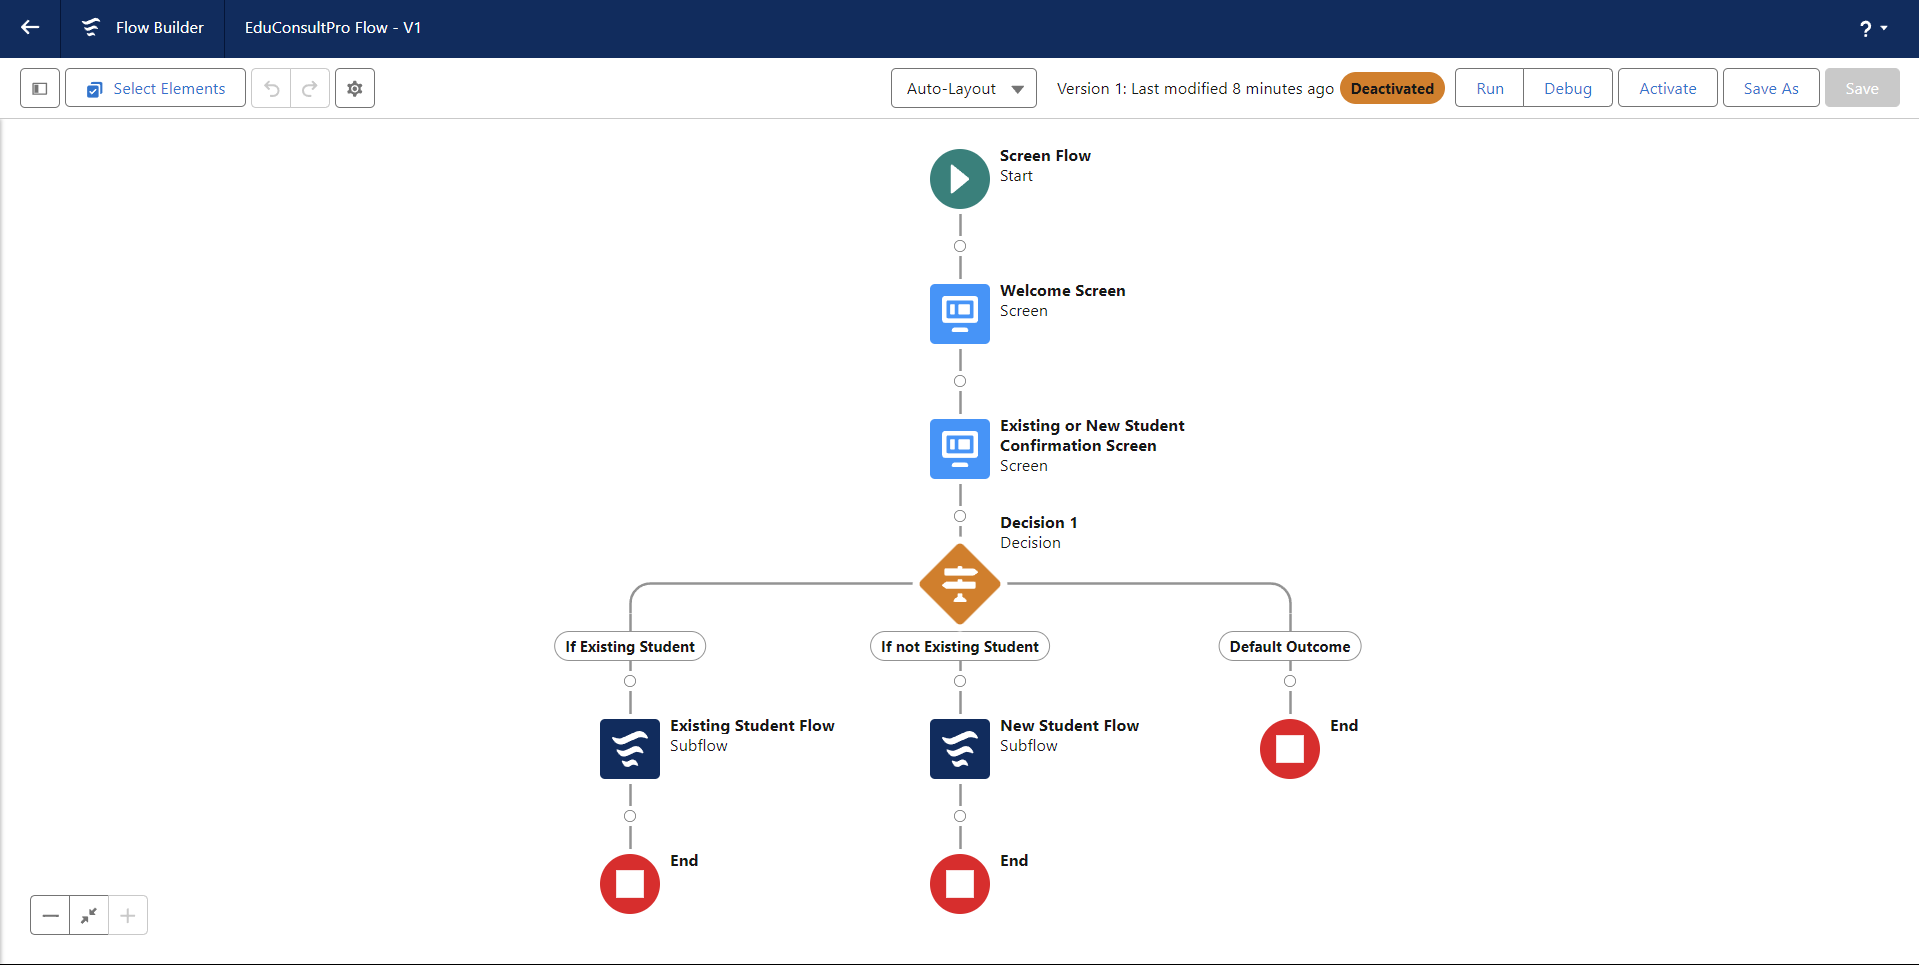 Flow Builder
EduConsultPro Flow - V1
?
Select Elements
Auto-Layout
Version 1: Last modified 8 minutes ago
Deactivated
Run
Debug
Activate
Save As
Save
Screen Flow
Start
Welcome Screen
Screen
Existing or New Student
Confirmation Screen
Screen
Decision 1
Decision
If Existing Student
If not Existing Student
Default Outcome
Existing Student Flow
Subflow
New Student Flow
Subflow
End
End
End